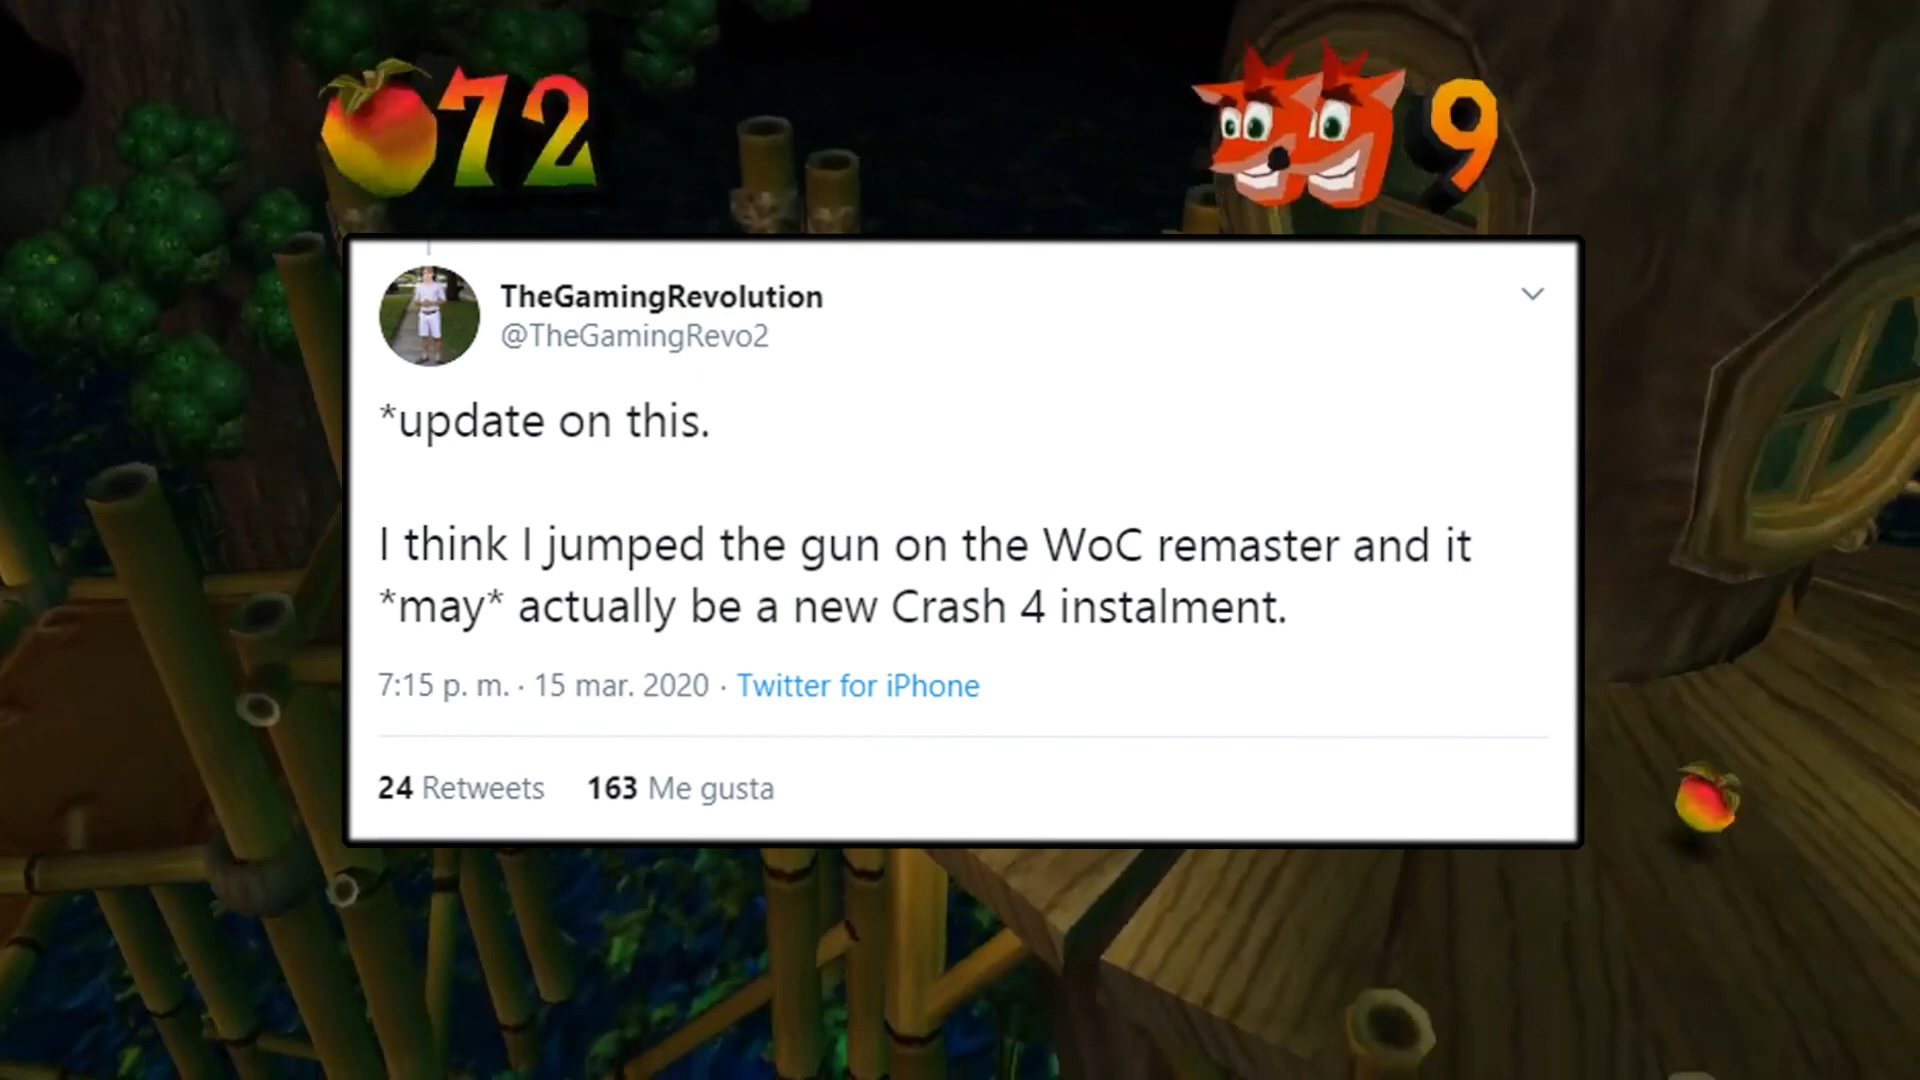 72
9
TheGamingRevolution
@TheGamingRevo2
*update on this.
I think I jumped the gun on the WoC remaster and it
*may* actually be a new Crash 4 instalment.
7:15 p. m. · 15 mar. 2020 · Twitter for iPhone
24 Retweets 163 Me gusta